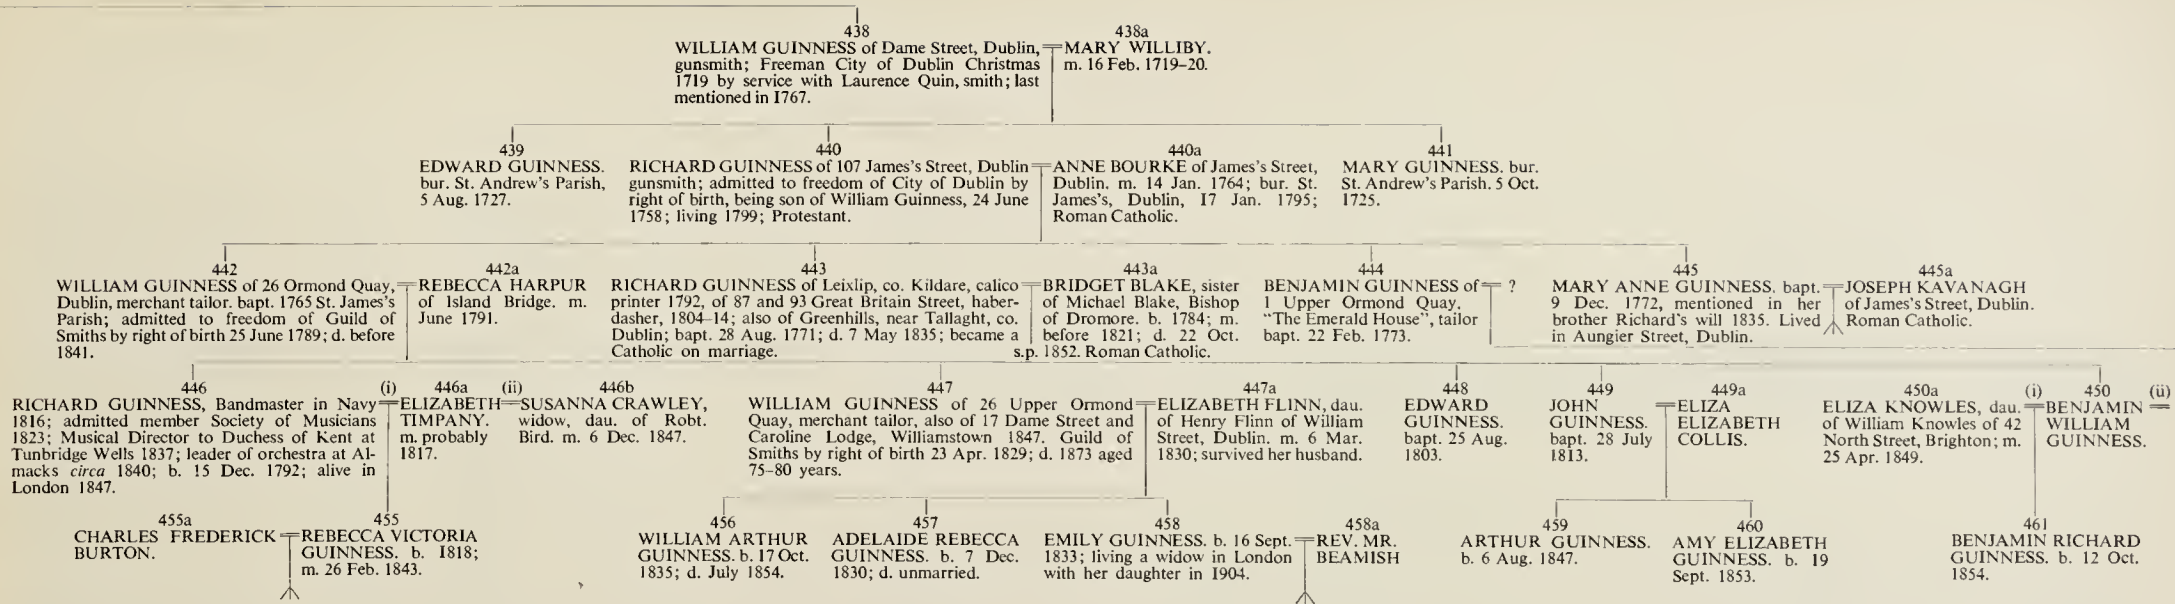 438
WILLIAM GUINNESS of Dame Street, Dublin,
gunsmith; Freeman City of Dublin Christmas
1719 by service with Laurence Quin, smith; last
mentioned in 1767.
438a
MARY WILLIBY.
m. 16 Feb. 1719–20.
439
EDWARD GUINNESS.
bur. St. Andrew's Parish,
5 Aug. 1727.
440
RICHARD GUINNESS of 107 James's Street, Dublin
gunsmith; admitted to freedom of City of Dublin by
right of birth, being son of William Guinness, 24 June
1758; living 1799; Protestant.
440a
ANNE BOURKE of James's Street,
Dublin. m. 14 Jan. 1764; bur. St.
James's, Dublin, 17 Jan. 1795;
Roman Catholic.
441
MARY GUINNESS. bur.
St. Andrew's Parish. 5 Oct.
1725.
442
WILLIAM GUINNESS of 26 Ormond Quay,
Dublin, merchant tailor. bapt. 1765 St. James's
Parish; admitted to freedom of Guild of
Smiths by right of birth 25 June 1789; d. before
1841.
442a
REBECCA HARPUR
of Island Bridge. m.
June 1791.
443
RICHARD GUINNESS of Leixlip, co. Kildare, calico
printer 1792, of 87 and 93 Great Britain Street, haber-
dasher, 1804–14; also of Greenhills, near Tallaght, co.
Dublin; bapt. 28 Aug. 1771; d. 7 May 1835; became a
Catholic on marriage.
443a
BRIDGET BLAKE, sister
of Michael Blake, Bishop
of Dromore. b. 1784; m.
before 1821; d. 22 Oct.
s.p. 1852. Roman Catholic.
444
BENJAMIN GUINNESS of
1 Upper Ormond Quay.
"The Emerald House", tailor
bapt. 22 Feb. 1773.
?
445
MARY ANNE GUINNESS. bapt.
9 Dec. 1772, mentioned in her
brother Richard's will 1835. Lived
in Aungier Street, Dublin.
445a
JOSEPH KAVANAGH
of James's Street, Dublin.
Roman Catholic.
446
RICHARD GUINNESS, Bandmaster in Navy
1816; admitted member Society of Musicians
1823; Musical Director to Duchess of Kent at
Tunbridge Wells 1837; leader of orchestra at Al-
macks circa 1840; b. 15 Dec. 1792; alive in
London 1847.
(i)
446a
ELIZABETH
TIMPANY.
m. probably
1817.
(ii)
446b
SUSANNA CRAWLEY,
widow, dau. of Robt.
Bird. m. 6 Dec. 1847.
447
WILLIAM GUINNESS of 26 Upper Ormond
Quay, merchant tailor, also of 17 Dame Street and
Caroline Lodge, Williamstown 1847. Guild of
Smiths by right of birth 23 Apr. 1829; d. 1873 aged
75–80 years.
447a
ELIZABETH FLINN, dau.
of Henry Flinn of William
Street, Dublin. m. 6 Mar.
1830; survived her husband.
448
EDWARD
GUINNESS.
bapt. 25 Aug.
1803.
449
JOHN
GUINNESS.
bapt. 28 July
1813.
449a
ELIZA
ELIZABETH
COLLIS.
450a
ELIZA KNOWLES, dau.
of William Knowles of 42
North Street, Brighton; m.
25 Apr. 1849.
(i)
450
BENJAMIN
WILLIAM
GUINNESS.
(ii)
455a
CHARLES FREDERICK
BURTON.
455
REBECCA VICTORIA
GUINNESS. b. 1818;
m. 26 Feb. 1843.
456
WILLIAM ARTHUR
GUINNESS. b. 17 Oct.
1835; d. July 1854.
457
ADELAIDE REBECCA
GUINNESS. b. 7 Dec.
1830; d. unmarried.
458
EMILY GUINNESS. b. 16 Sept.
1833; living a widow in London
with her daughter in 1904.
458a
REV. MR.
BEAMISH
459
ARTHUR GUINNESS.
b. 6 Aug. 1847.
460
AMY ELIZABETH
GUINNESS. b. 19
Sept. 1853.
461
BENJAMIN RICHARD
GUINNESS. b. 12 Oct.
1854.